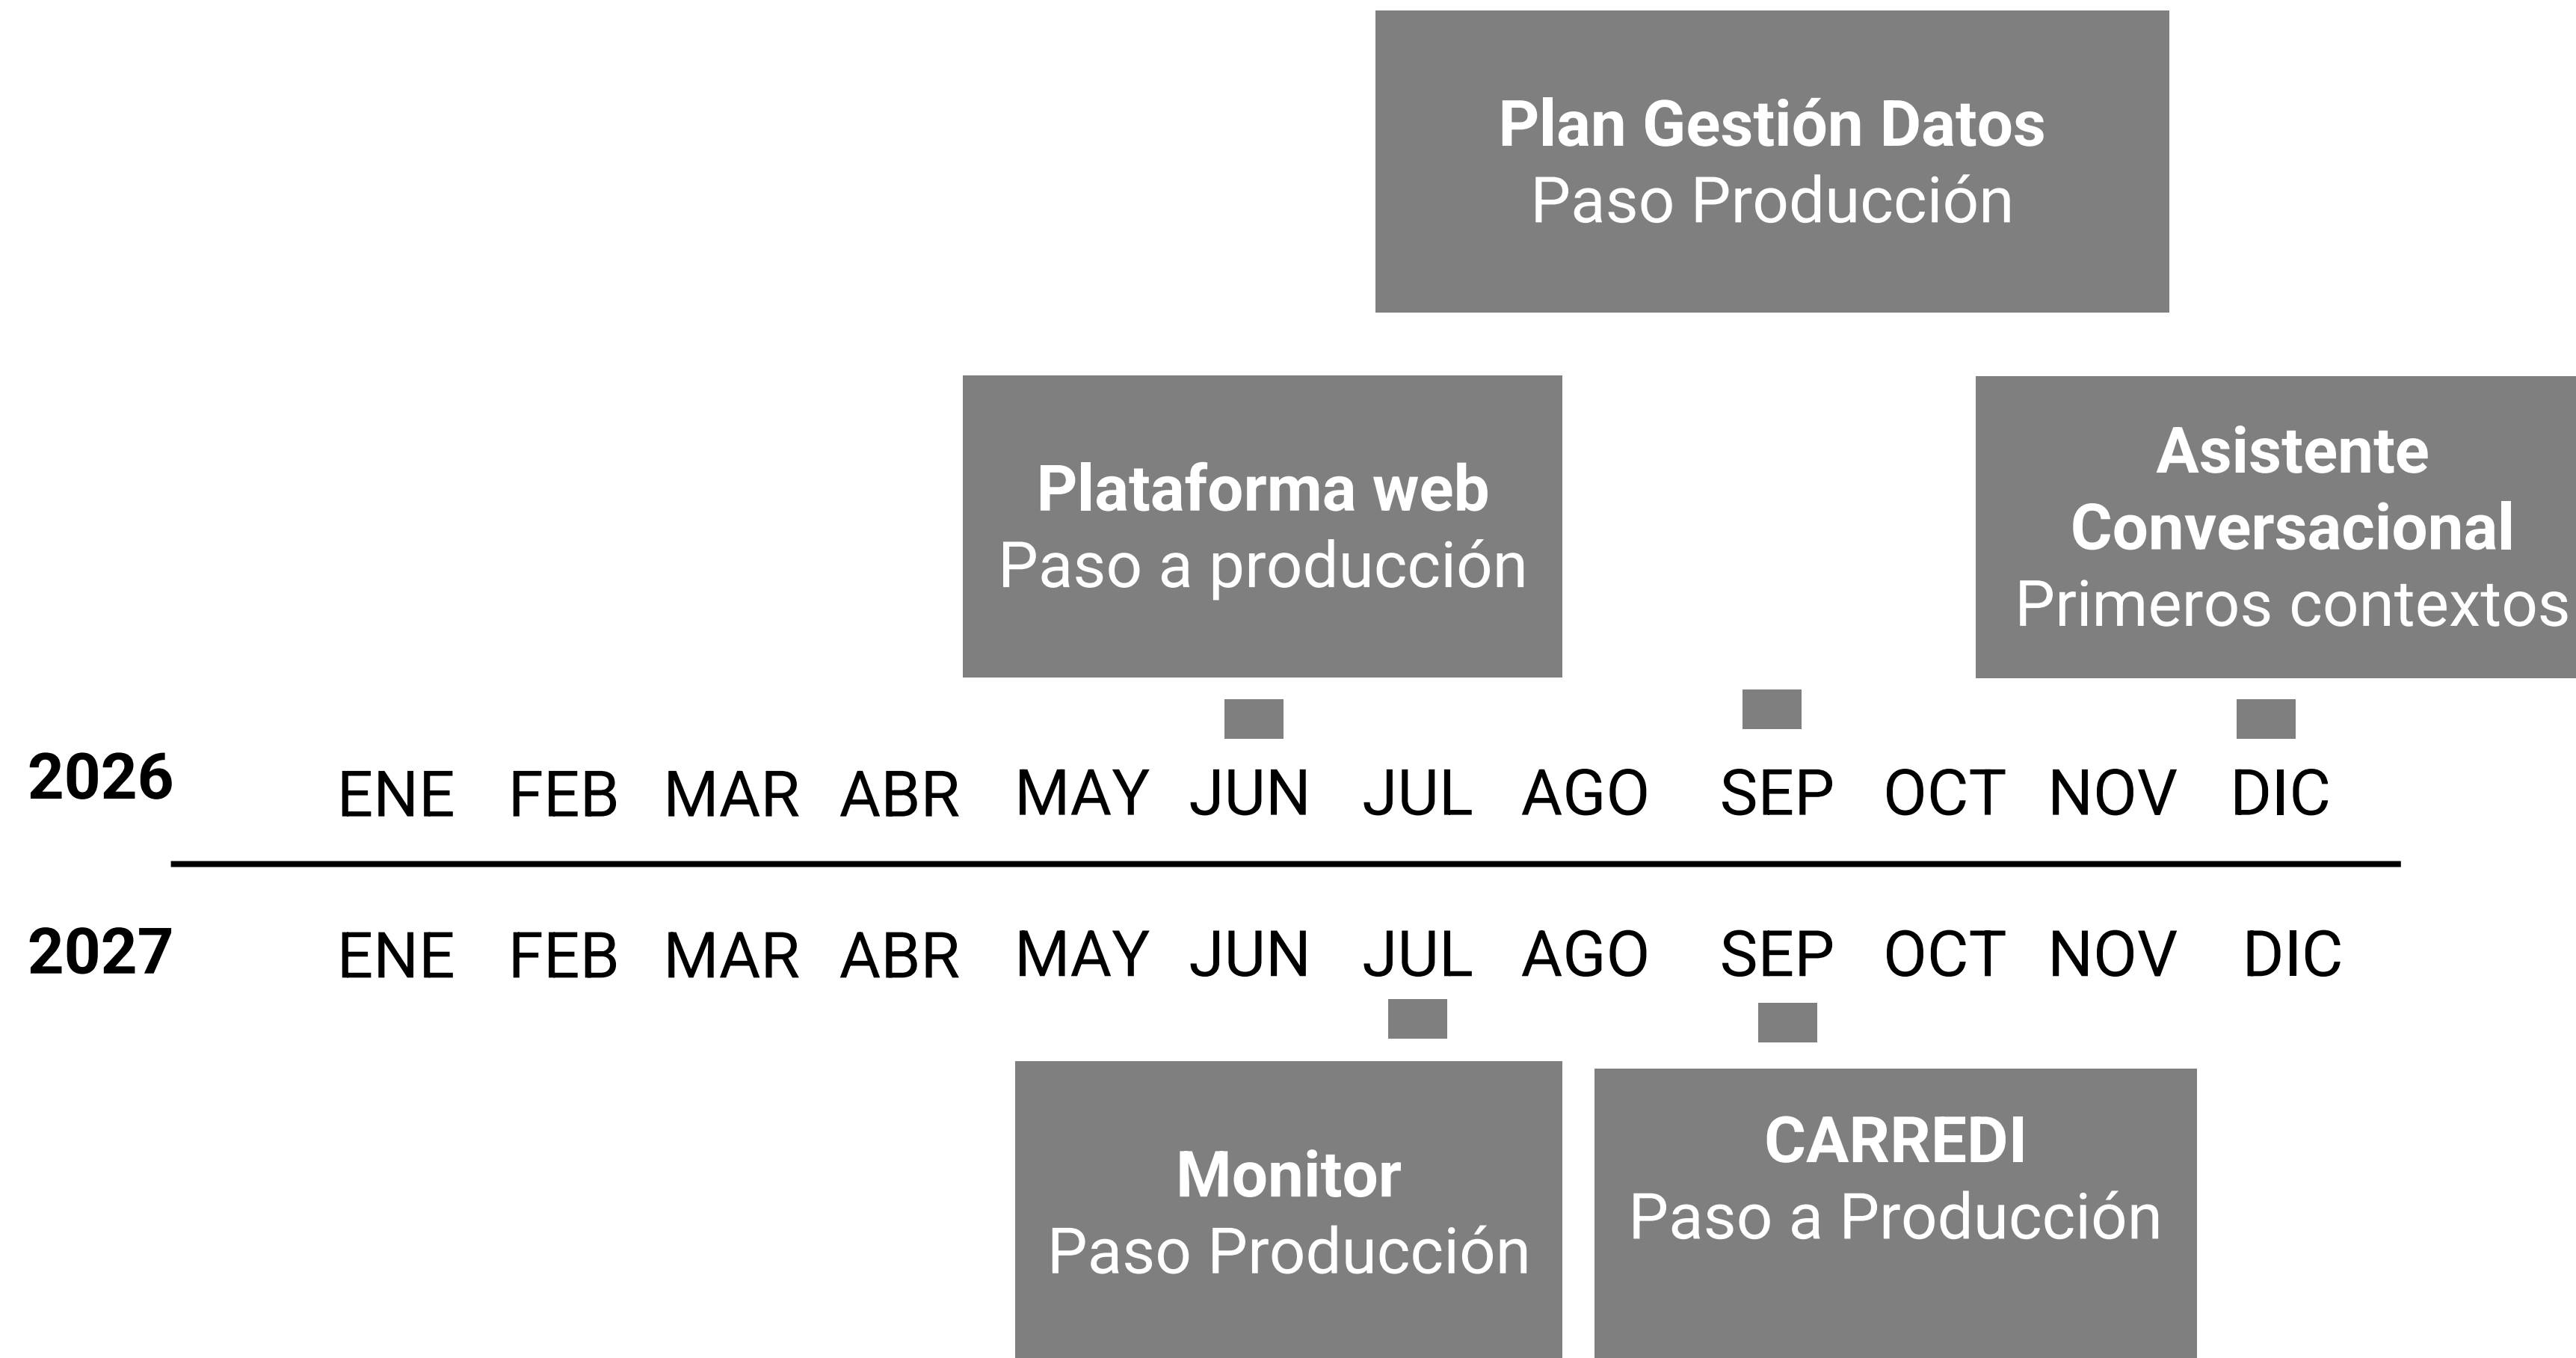 Plan Gestión Datos
Paso Producción
Plataforma web
Paso a producción
Asistente
Conversacional
Primeros contextos
2026
ENE FEB MAR ABR MAY JUN JUL AGO SEP OCT NOV DIC
2027
ENE FEB MAR ABR MAY JUN JUL AGO SEP OCT NOV DIC
Monitor
Paso Producción
CARREDI
Paso a Producción